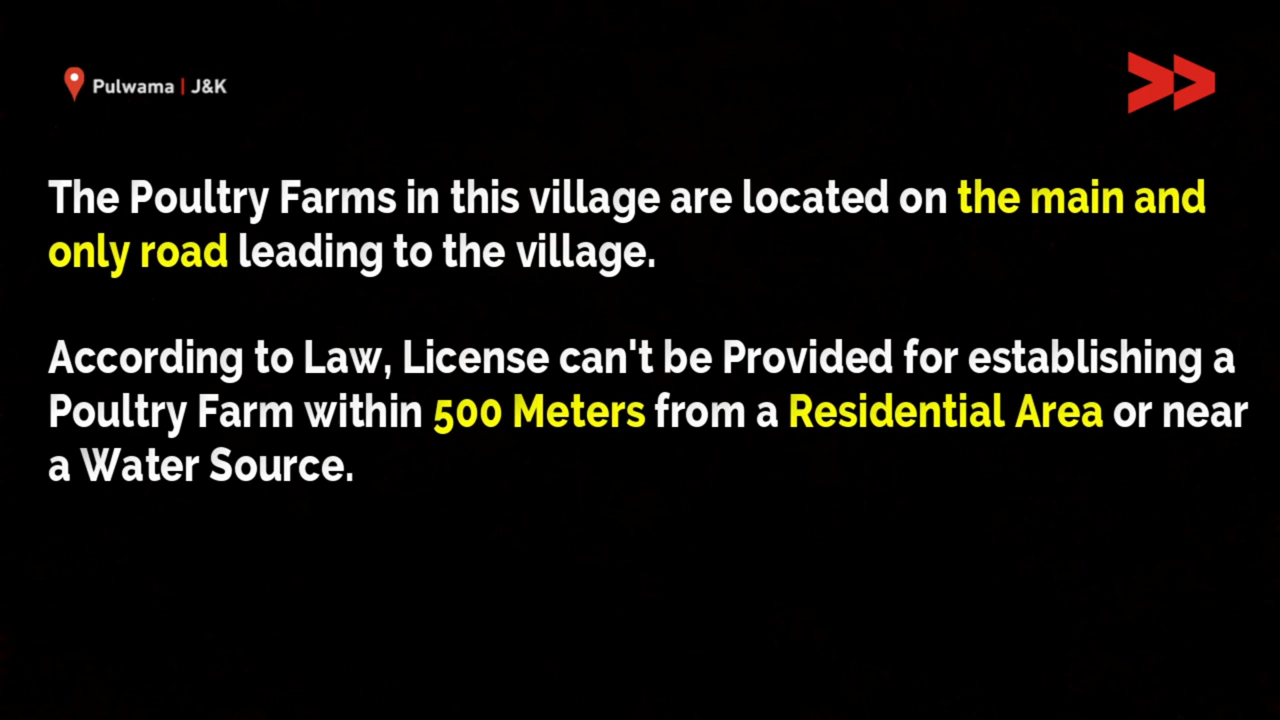 Pulwama | J&K
The Poultry Farms in this village are located on the main and
only road leading to the village.
According to Law, License can't be Provided for establishing a
Poultry Farm within 500 Meters from a Residential Area or near
a Water Source.